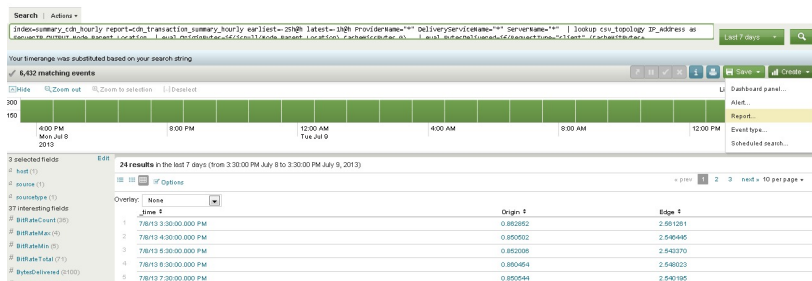 Search | Actions
index=summary_cdn_hourly report=cdn_transaction_summary_hourly earliest=-25h@h latest=-1h@h ProviderName="*" DeliveryServiceName="*" ServerName="*" | lookup csv_topology IP_Address as
ServerIP OUTPUT Node Parent Location | eval
Last 7 days
Your timerange was substituted based on your search string
6,432 matching events
Save
Create
Hide
Zoom out
Zoom to selection
Deselect
Dashboard panel...
Alert...
Report...
Event type...
Scheduled search...
300
150
4:00 PM
Mon Jul 8
2013
8:00 PM
12:00 AM
Tue Jul 9
4:00 AM
8:00 AM
12:00 PM
3 selected fields Edit
# host (1)
# source (1)
# sourcetype (1)
37 interesting fields
# BitRateCount (36)
# BitRateMax (4)
# BitRateMin (6)
# BitRateTotal (71)
# BytesDelivered (3100)
24 results in the last 7 days (from 3:30:00 PM July 8 to 3:30:00 PM July 9, 2013)
Options
« prev 1 2 3 next » 10 per page
Overlay: None
_time Origin Edge
1 7/8/13 3:30:00.000 PM 0.862852 2.561261
2 7/8/13 4:30:00.000 PM 0.850502 2.546445
3 7/8/13 5:30:00.000 PM 0.852006 2.543370
4 7/8/13 6:30:00.000 PM 0.860454 2.548023
5 7/8/13 7:30:00.000 PM 0.850544 2.540195